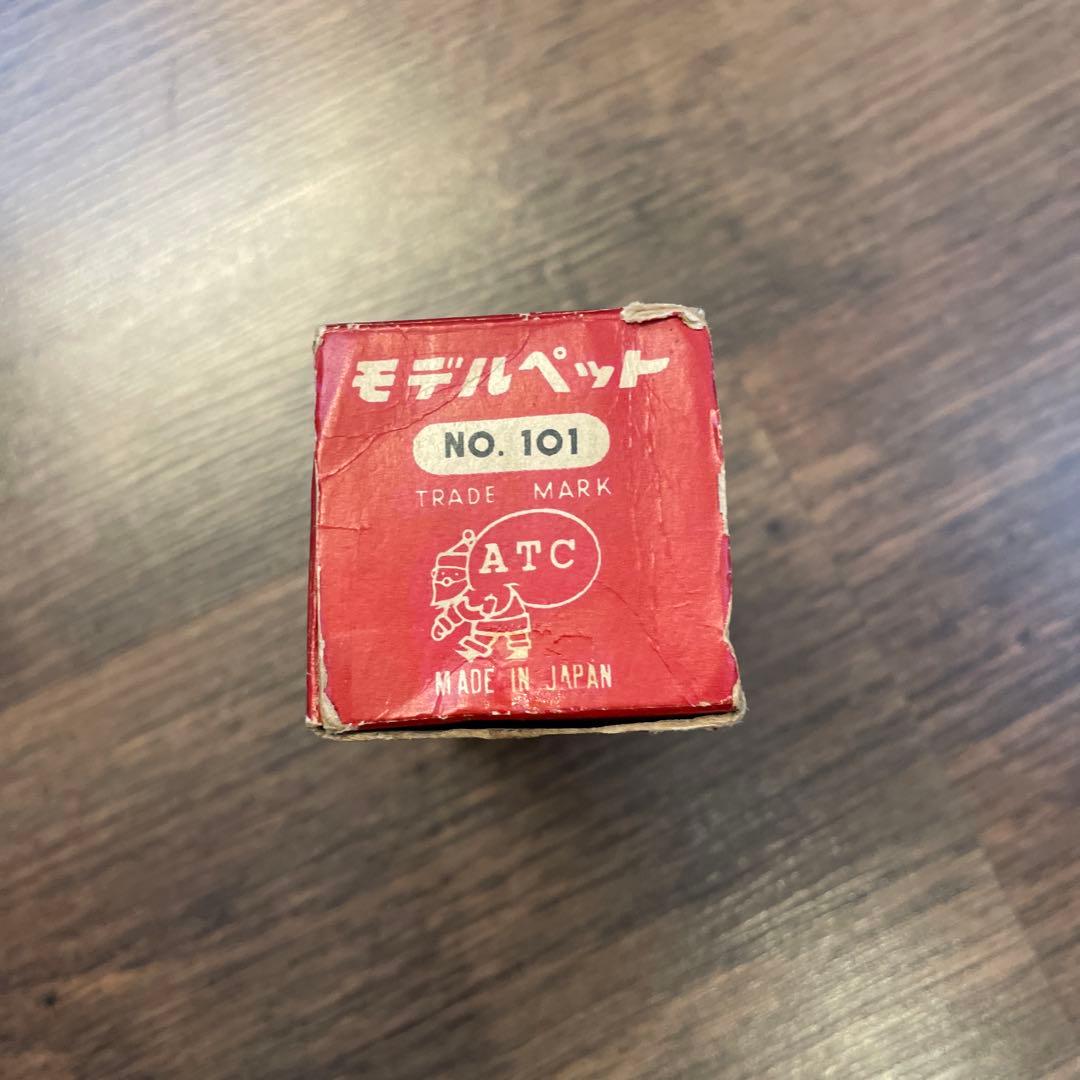 モデルペット
NO. 101
TRADE MARK
ATC
MADE IN JAPAN